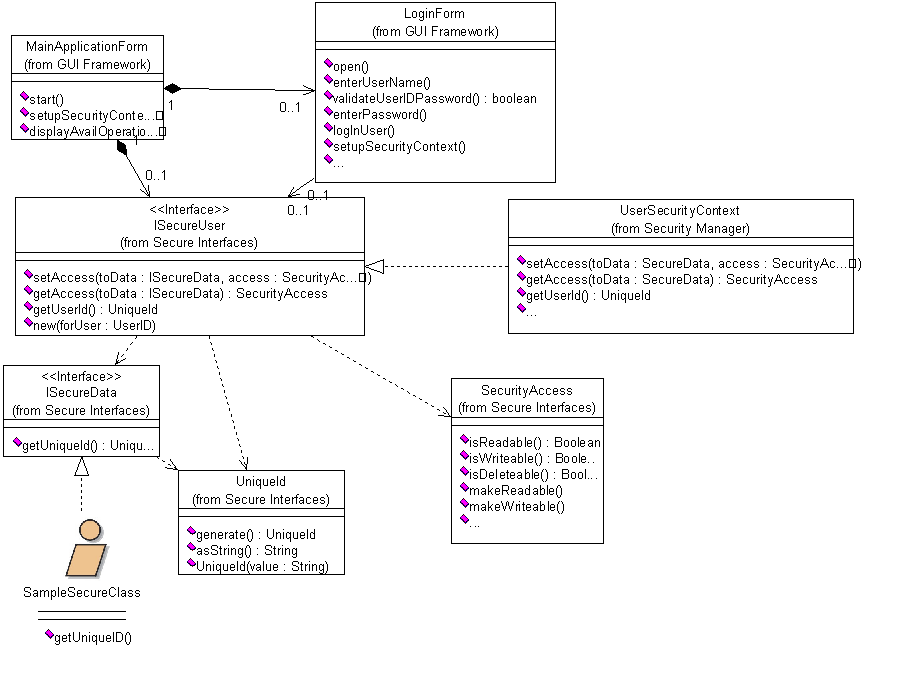 MainApplicationForm
(from GUI Framework)
start()
setupSecurityConte...
displayAvailOperatio...
LoginForm
(from GUI Framework)
open()
enterUserName()
validateUserIDPassword() : boolean
enterPassword()
logInUser()
setupSecurityContext()
...
1
0..1
1
0..1
0..1
0..1
<<Interface>>
ISecureUser
(from Secure Interfaces)
setAccess(toData : ISecureData, access : SecurityAc...)
getAccess(toData : ISecureData) : SecurityAccess
getUserId() : UniqueId
new(forUser : UserID)
UserSecurityContext
(from Security Manager)
setAccess(toData : SecureData, access : SecurityAc...)
getAccess(toData : SecureData) : SecurityAccess
getUserId() : UniqueId
...
<<Interface>>
ISecureData
(from Secure Interfaces)
getUniqueId() : Uniqu...
SecurityAccess
(from Secure Interfaces)
isReadable() : Boolean
isWriteable() : Boole..
isDeleteable() : Bool...
makeReadable()
makeWriteable()
...
UniqueId
(from Secure Interfaces)
generate() : UniqueId
asString() : String
UniqueId(value : String)
SampleSecureClass
getUniqueID()